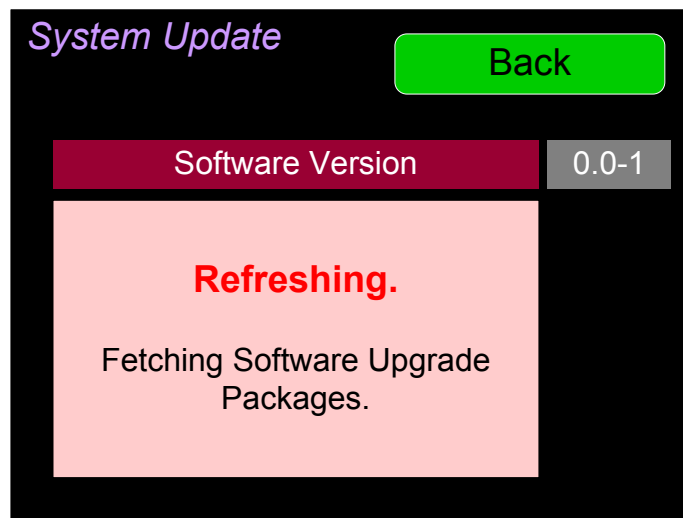 System Update
Back
Software Version
0.0-1
Refreshing.
Fetching Software Upgrade
Packages.